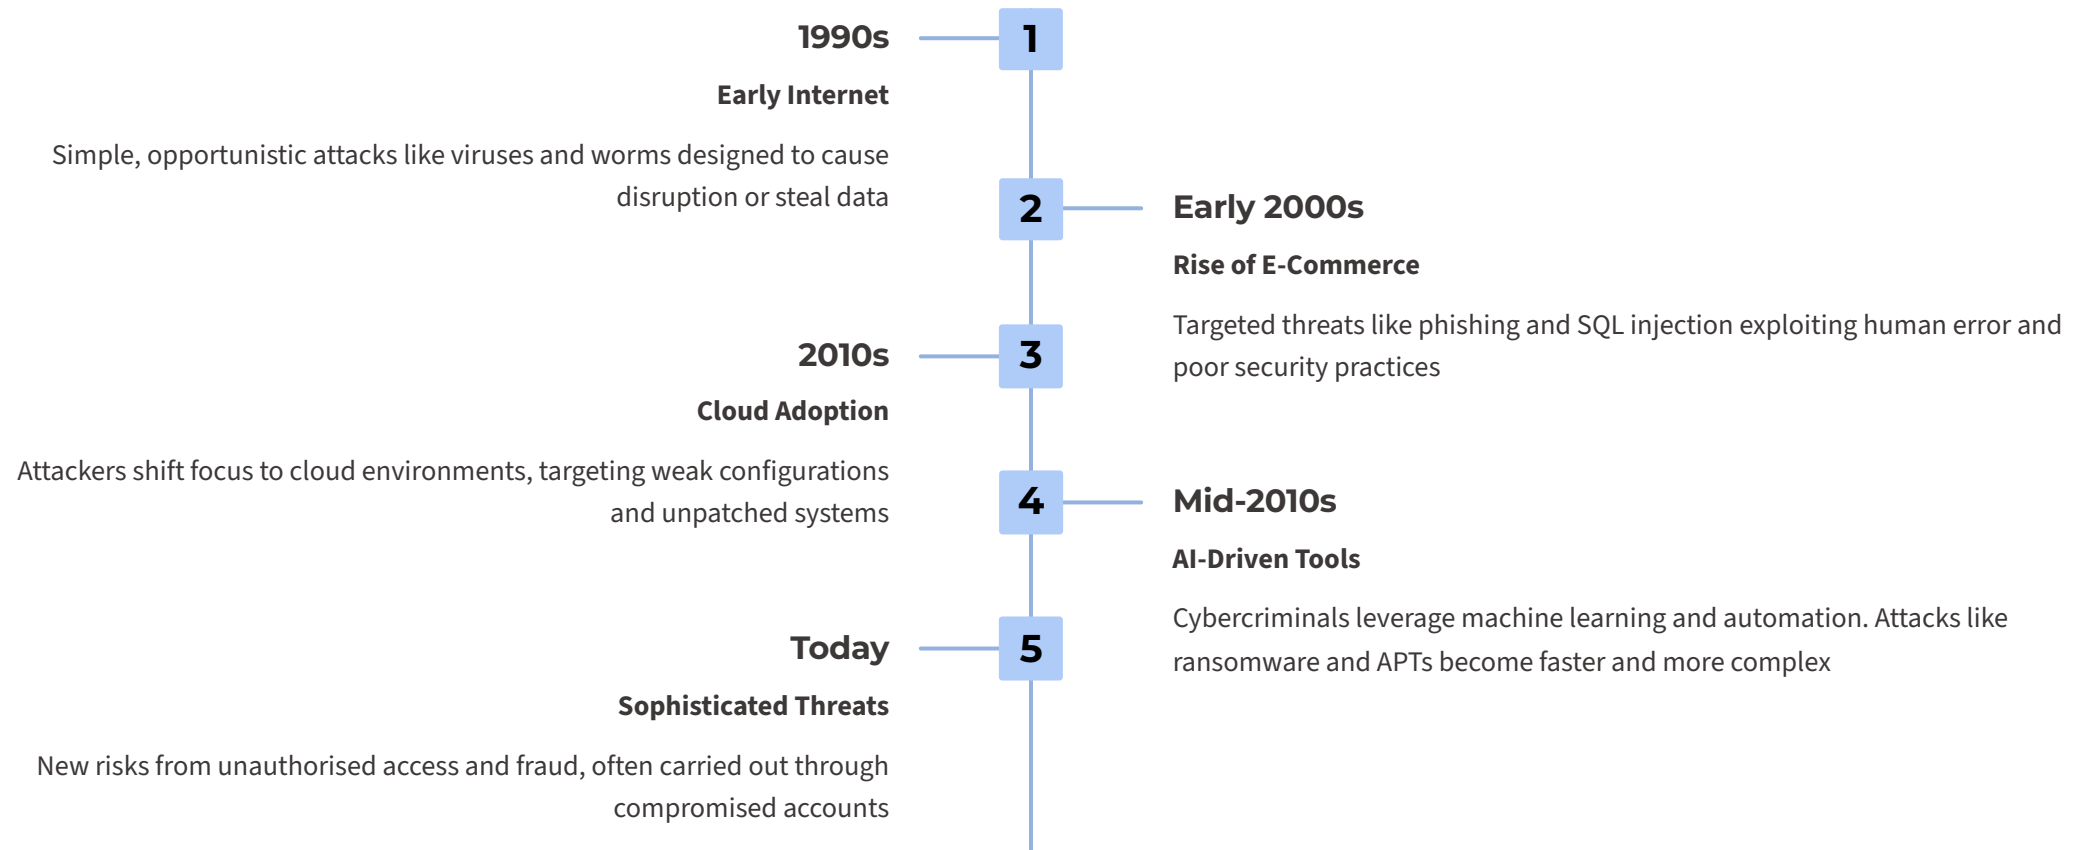 1990s
1
Early Internet
Simple, opportunistic attacks like viruses and worms designed to cause
disruption or steal data
2
Early 2000s
Rise of E-Commerce
Targeted threats like phishing and SQL injection exploiting human error and
poor security practices
2010s
3
Cloud Adoption
Attackers shift focus to cloud environments, targeting weak configurations
and unpatched systems
4
Mid-2010s
AI-Driven Tools
Cybercriminals leverage machine learning and automation. Attacks like
ransomware and APTs become faster and more complex
Today
5
Sophisticated Threats
New risks from unauthorised access and fraud, often carried out through
compromised accounts